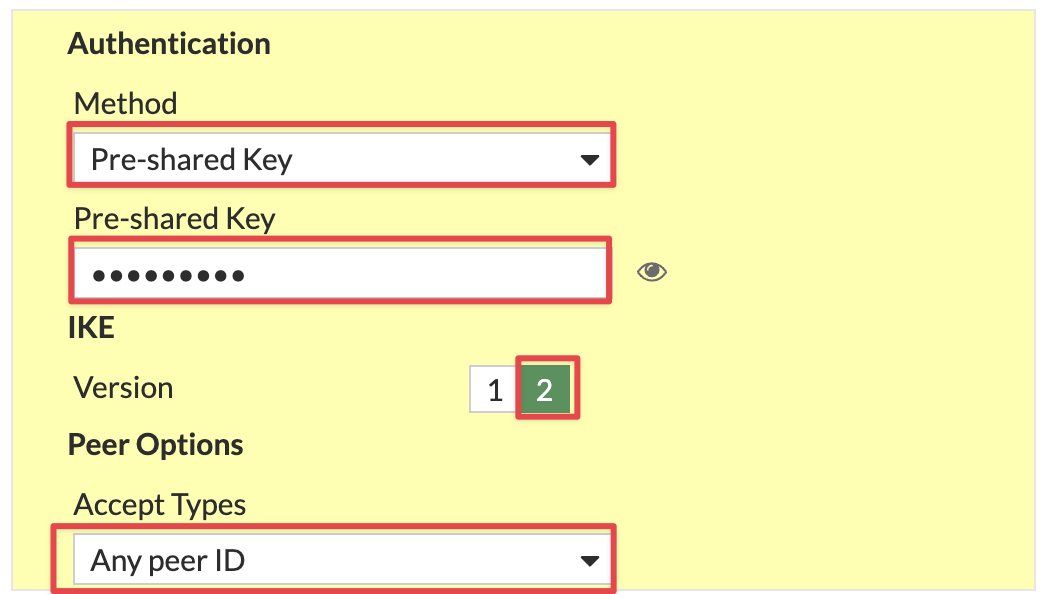 Authentication
Method
Pre-shared Key
Pre-shared Key
•••••••••
IKE
Version 1 2
Peer Options
Accept Types
Any peer ID